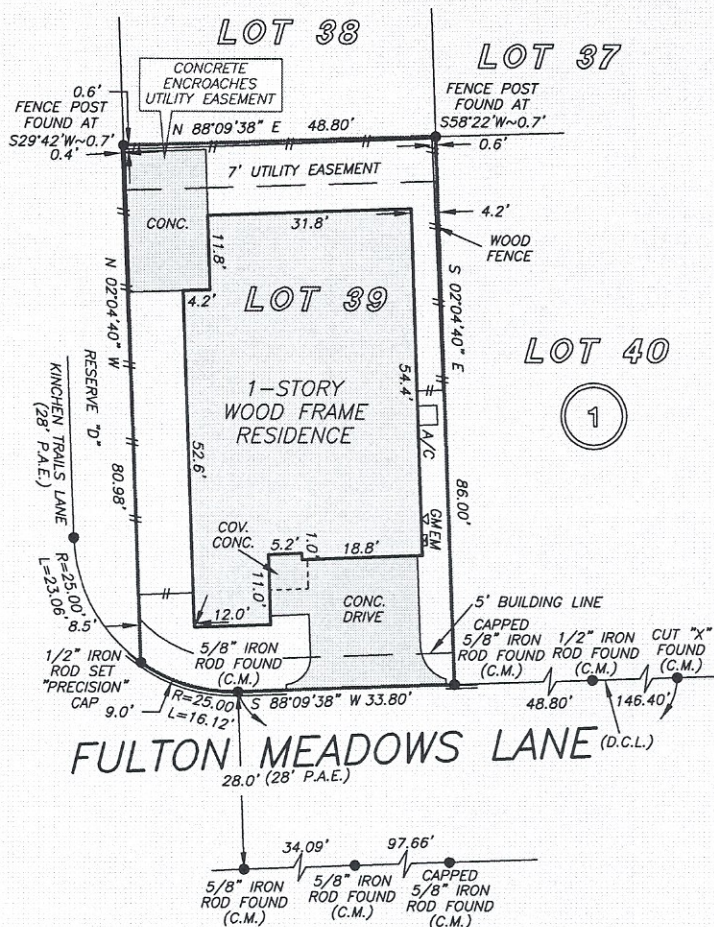 LOT 38
LOT 37
CONCRETE
ENCROACHES
UTILITY EASEMENT
0.6'
FENCE POST
FOUND AT
S29°42'W~0.7'
0.4'
N 88°09'38" E 48.80'
FENCE POST
FOUND AT
S58°22'W~0.7'
0.6'
7' UTILITY EASEMENT
CONC.
31.8'
4.2'
WOOD
FENCE
11.8'
4.2'
LOT 39
N 02°04'40" W
80.98'
S 02°04'40" E
86.00'
LOT 40
1
1-STORY
WOOD FRAME
RESIDENCE
54.4'
A/C
52.6'
RESERVE "D"
KINCHEN TRAILS LANE
(28' P.A.E.)
GM EM
COV.
CONC.
5.2'
1.0'
18.8'
11.0'
12.0'
CONC.
DRIVE
R=25.00'
L=23.06'
8.5'
5' BUILDING LINE
1/2" IRON
ROD SET
"PRECISION"
CAP
5/8" IRON
ROD FOUND
(C.M.)
CAPPED
5/8" IRON
ROD FOUND
(C.M.)
1/2" IRON
ROD FOUND
(C.M.)
CUT "X"
FOUND
(C.M.)
9.0'
R=25.00'
L=16.12'
S 88°09'38" W 33.80'
48.80'
146.40'
(D.C.L.)
FULTON MEADOWS LANE
28.0' (28' P.A.E.)
34.09'
97.66'
5/8" IRON
ROD FOUND
(C.M.)
5/8" IRON
ROD FOUND
(C.M.)
CAPPED
5/8" IRON
ROD FOUND
(C.M.)